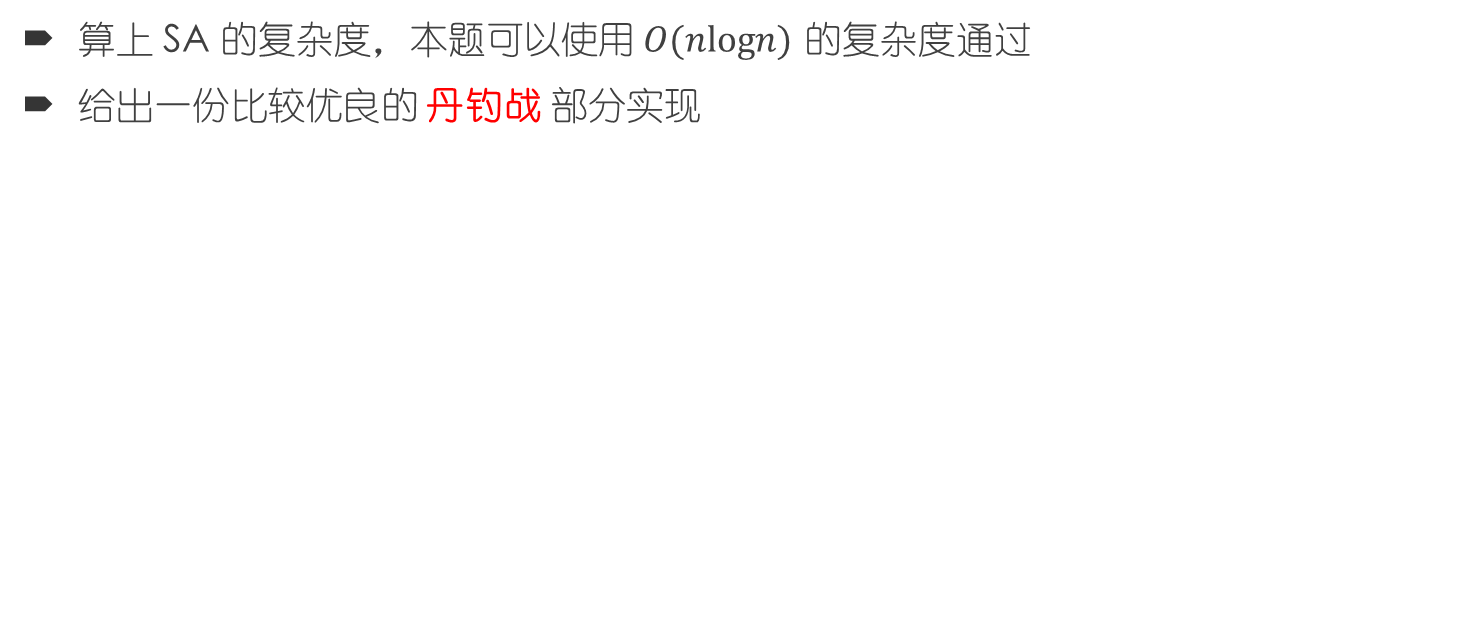 算上 SA 的复杂度，本题可以使用 O(nlogn) 的复杂度通过
给出一份比较优良的 丹钓战 部分实现